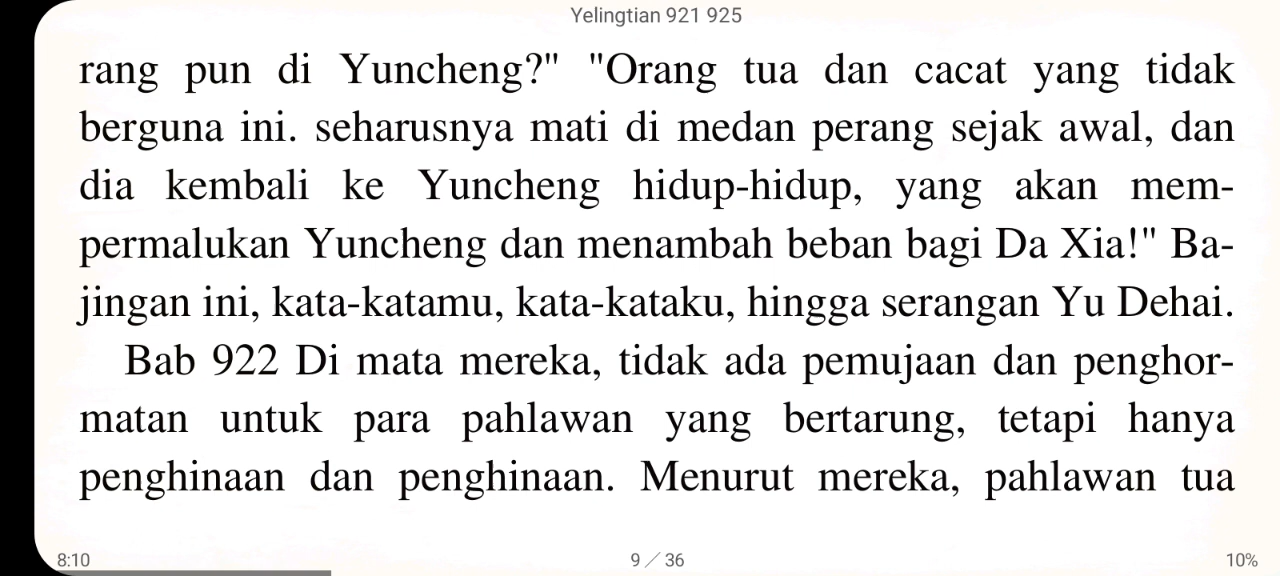 Yelingtian 921 925
rang pun di Yuncheng?" "Orang tua dan cacat yang tidak
berguna ini. seharusnya mati di medan perang sejak awal, dan
dia kembali ke Yuncheng hidup-hidup, yang akan mem-
permalukan Yuncheng dan menambah beban bagi Da Xia!" Ba-
jingan ini, kata-katamu, kata-kataku, hingga serangan Yu Dehai.
Bab 922 Di mata mereka, tidak ada pemujaan dan penghor-
matan untuk para pahlawan yang bertarung, tetapi hanya
penghinaan dan penghinaan. Menurut mereka, pahlawan tua
8:10 9 / 36 10%